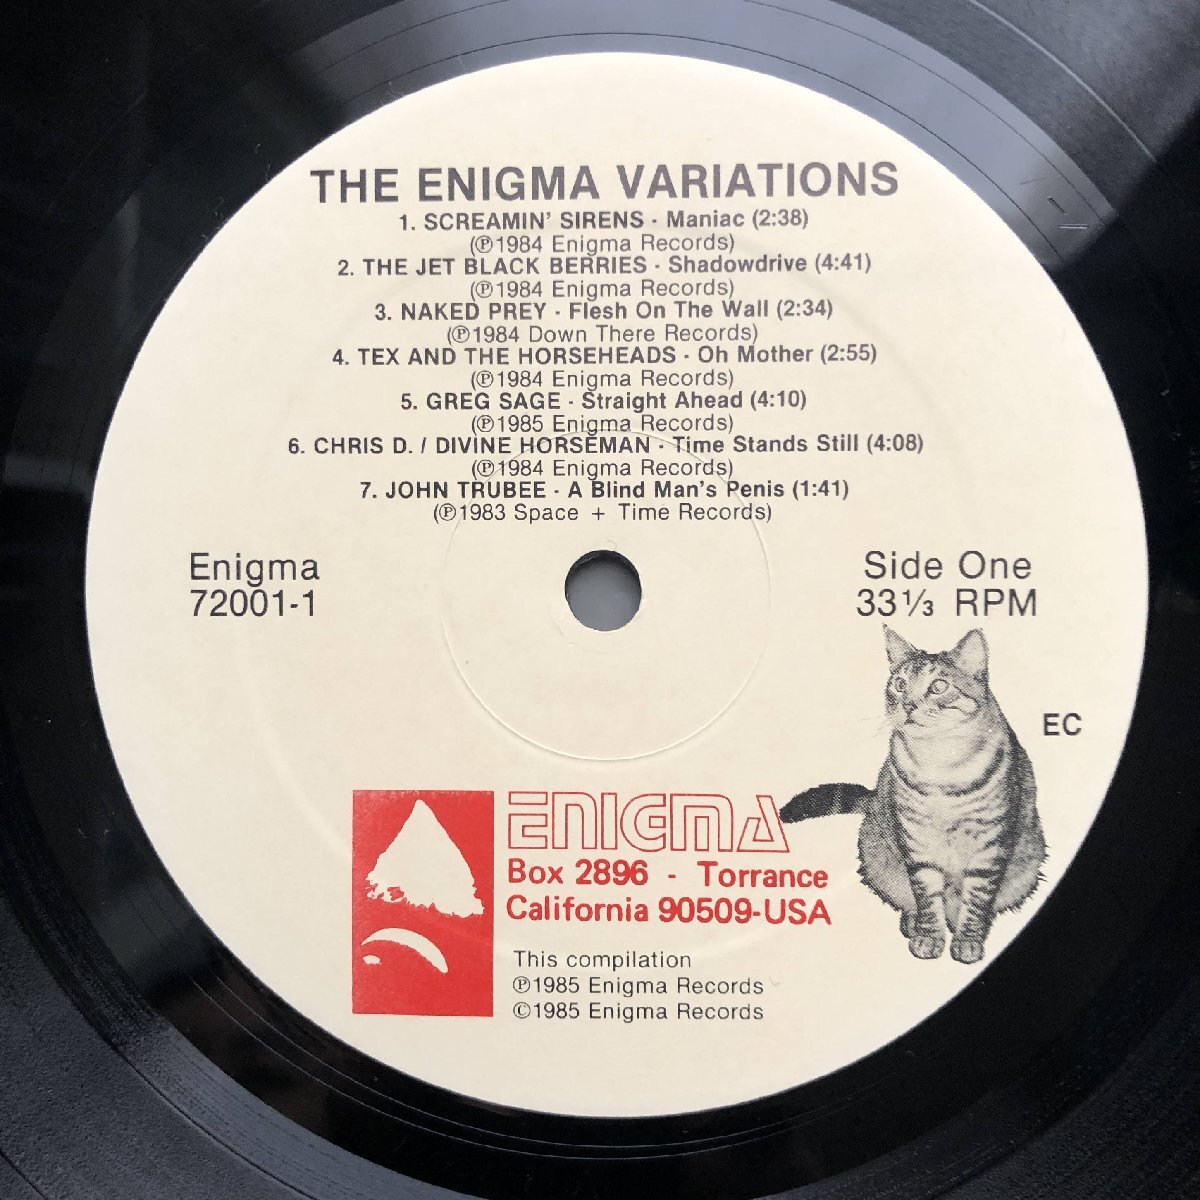 THE ENIGMA VARIATIONS
1. SCREAMIN' SIRENS - Maniac (2:38)
(℗1984 Enigma Records)
2. THE JET BLACK BERRIES - Shadowdrive (4:41)
(℗1984 Enigma Records)
3. NAKED PREY - Flesh On The Wall (2:34)
(℗1984 Down There Records)
4. TEX AND THE HORSEHEADS - Oh Mother (2:55)
(℗1984 Enigma Records)
5. GREG SAGE - Straight Ahead (4:10)
(℗1985 Enigma Records)
6. CHRIS D. / DIVINE HORSEMAN - Time Stands Still (4:08)
(℗1984 Enigma Records)
7. JOHN TRUBEE - A Blind Man's Penis (1:41)
(℗1983 Space + Time Records)
Enigma
72001-1
Side One
33 1/3 RPM
EC
ENIGMA
Box 2896 - Torrance
California 90509-USA
This compilation
℗1985 Enigma Records
©1985 Enigma Records